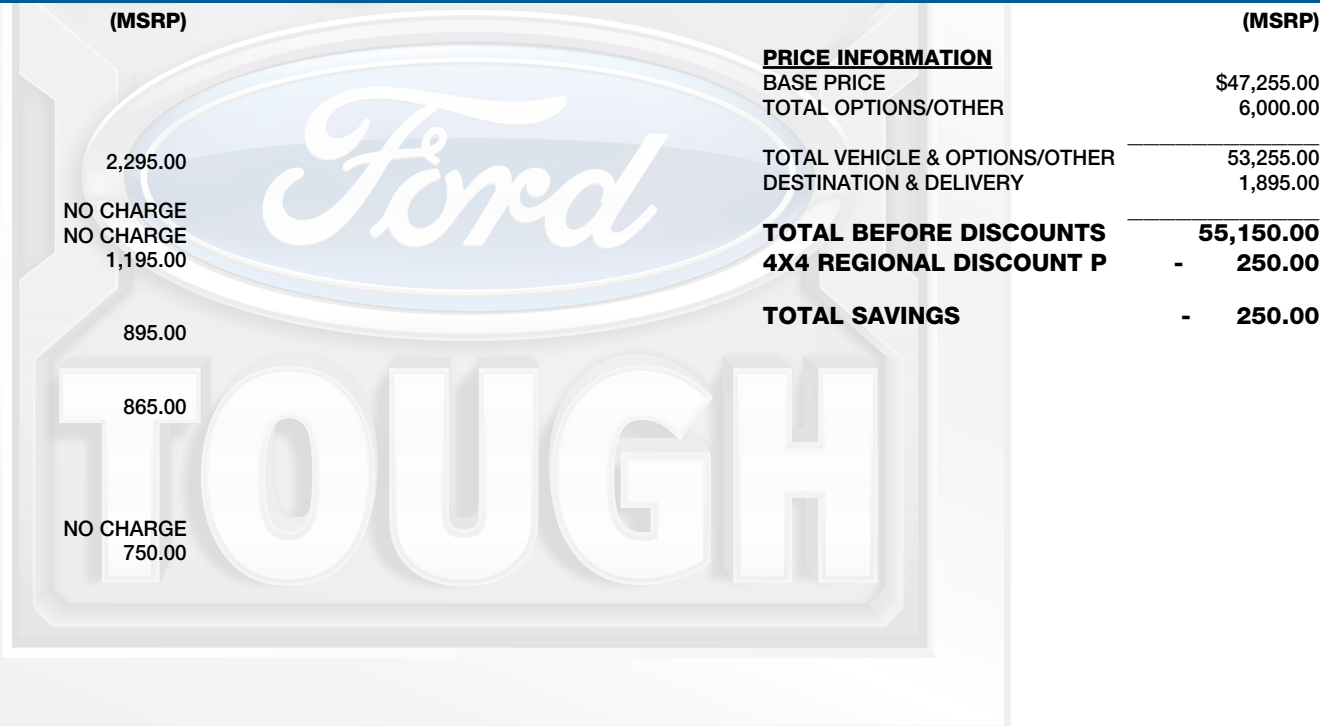 (MSRP)
2,295.00
NO CHARGE
NO CHARGE
1,195.00
895.00
865.00
NO CHARGE
750.00
Ford
TOUGH
(MSRP)
PRICE INFORMATION
BASE PRICE $47,255.00
TOTAL OPTIONS/OTHER 6,000.00
TOTAL VEHICLE & OPTIONS/OTHER 53,255.00
DESTINATION & DELIVERY 1,895.00
TOTAL BEFORE DISCOUNTS 55,150.00
4X4 REGIONAL DISCOUNT P - 250.00
TOTAL SAVINGS - 250.00